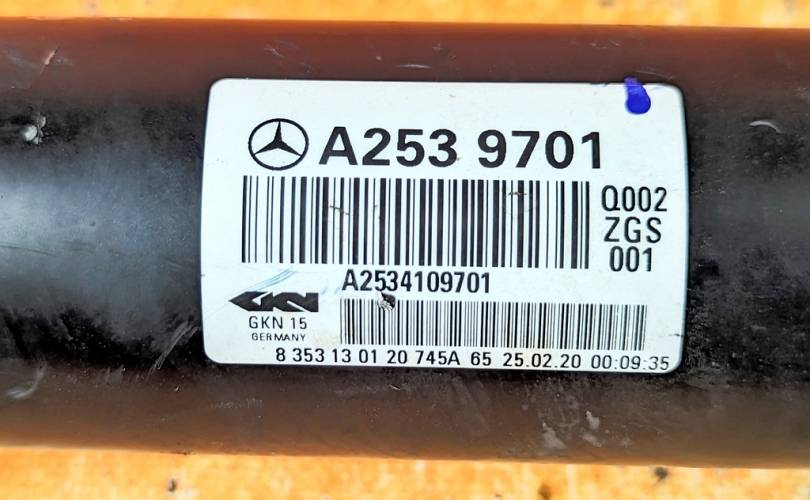 A253 9701
Q002
ZGS
001
A2534109701
GKN
GKN 15
GERMANY
8 353 13 01 20 745A 65 25.02.20 00:09:35